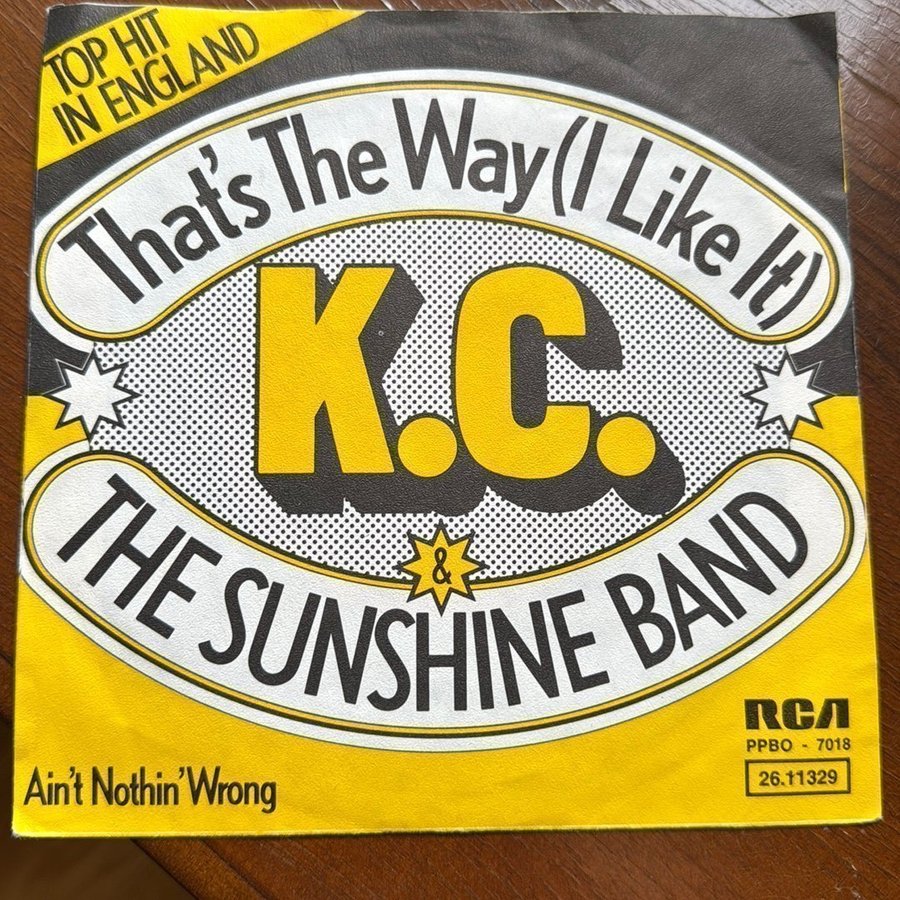 TOP HIT
IN ENGLAND
That's The Way (I Like It)
K.C.
&
THE SUNSHINE BAND
RCA
PPBO - 7018
26.11329
Ain't Nothin' Wrong